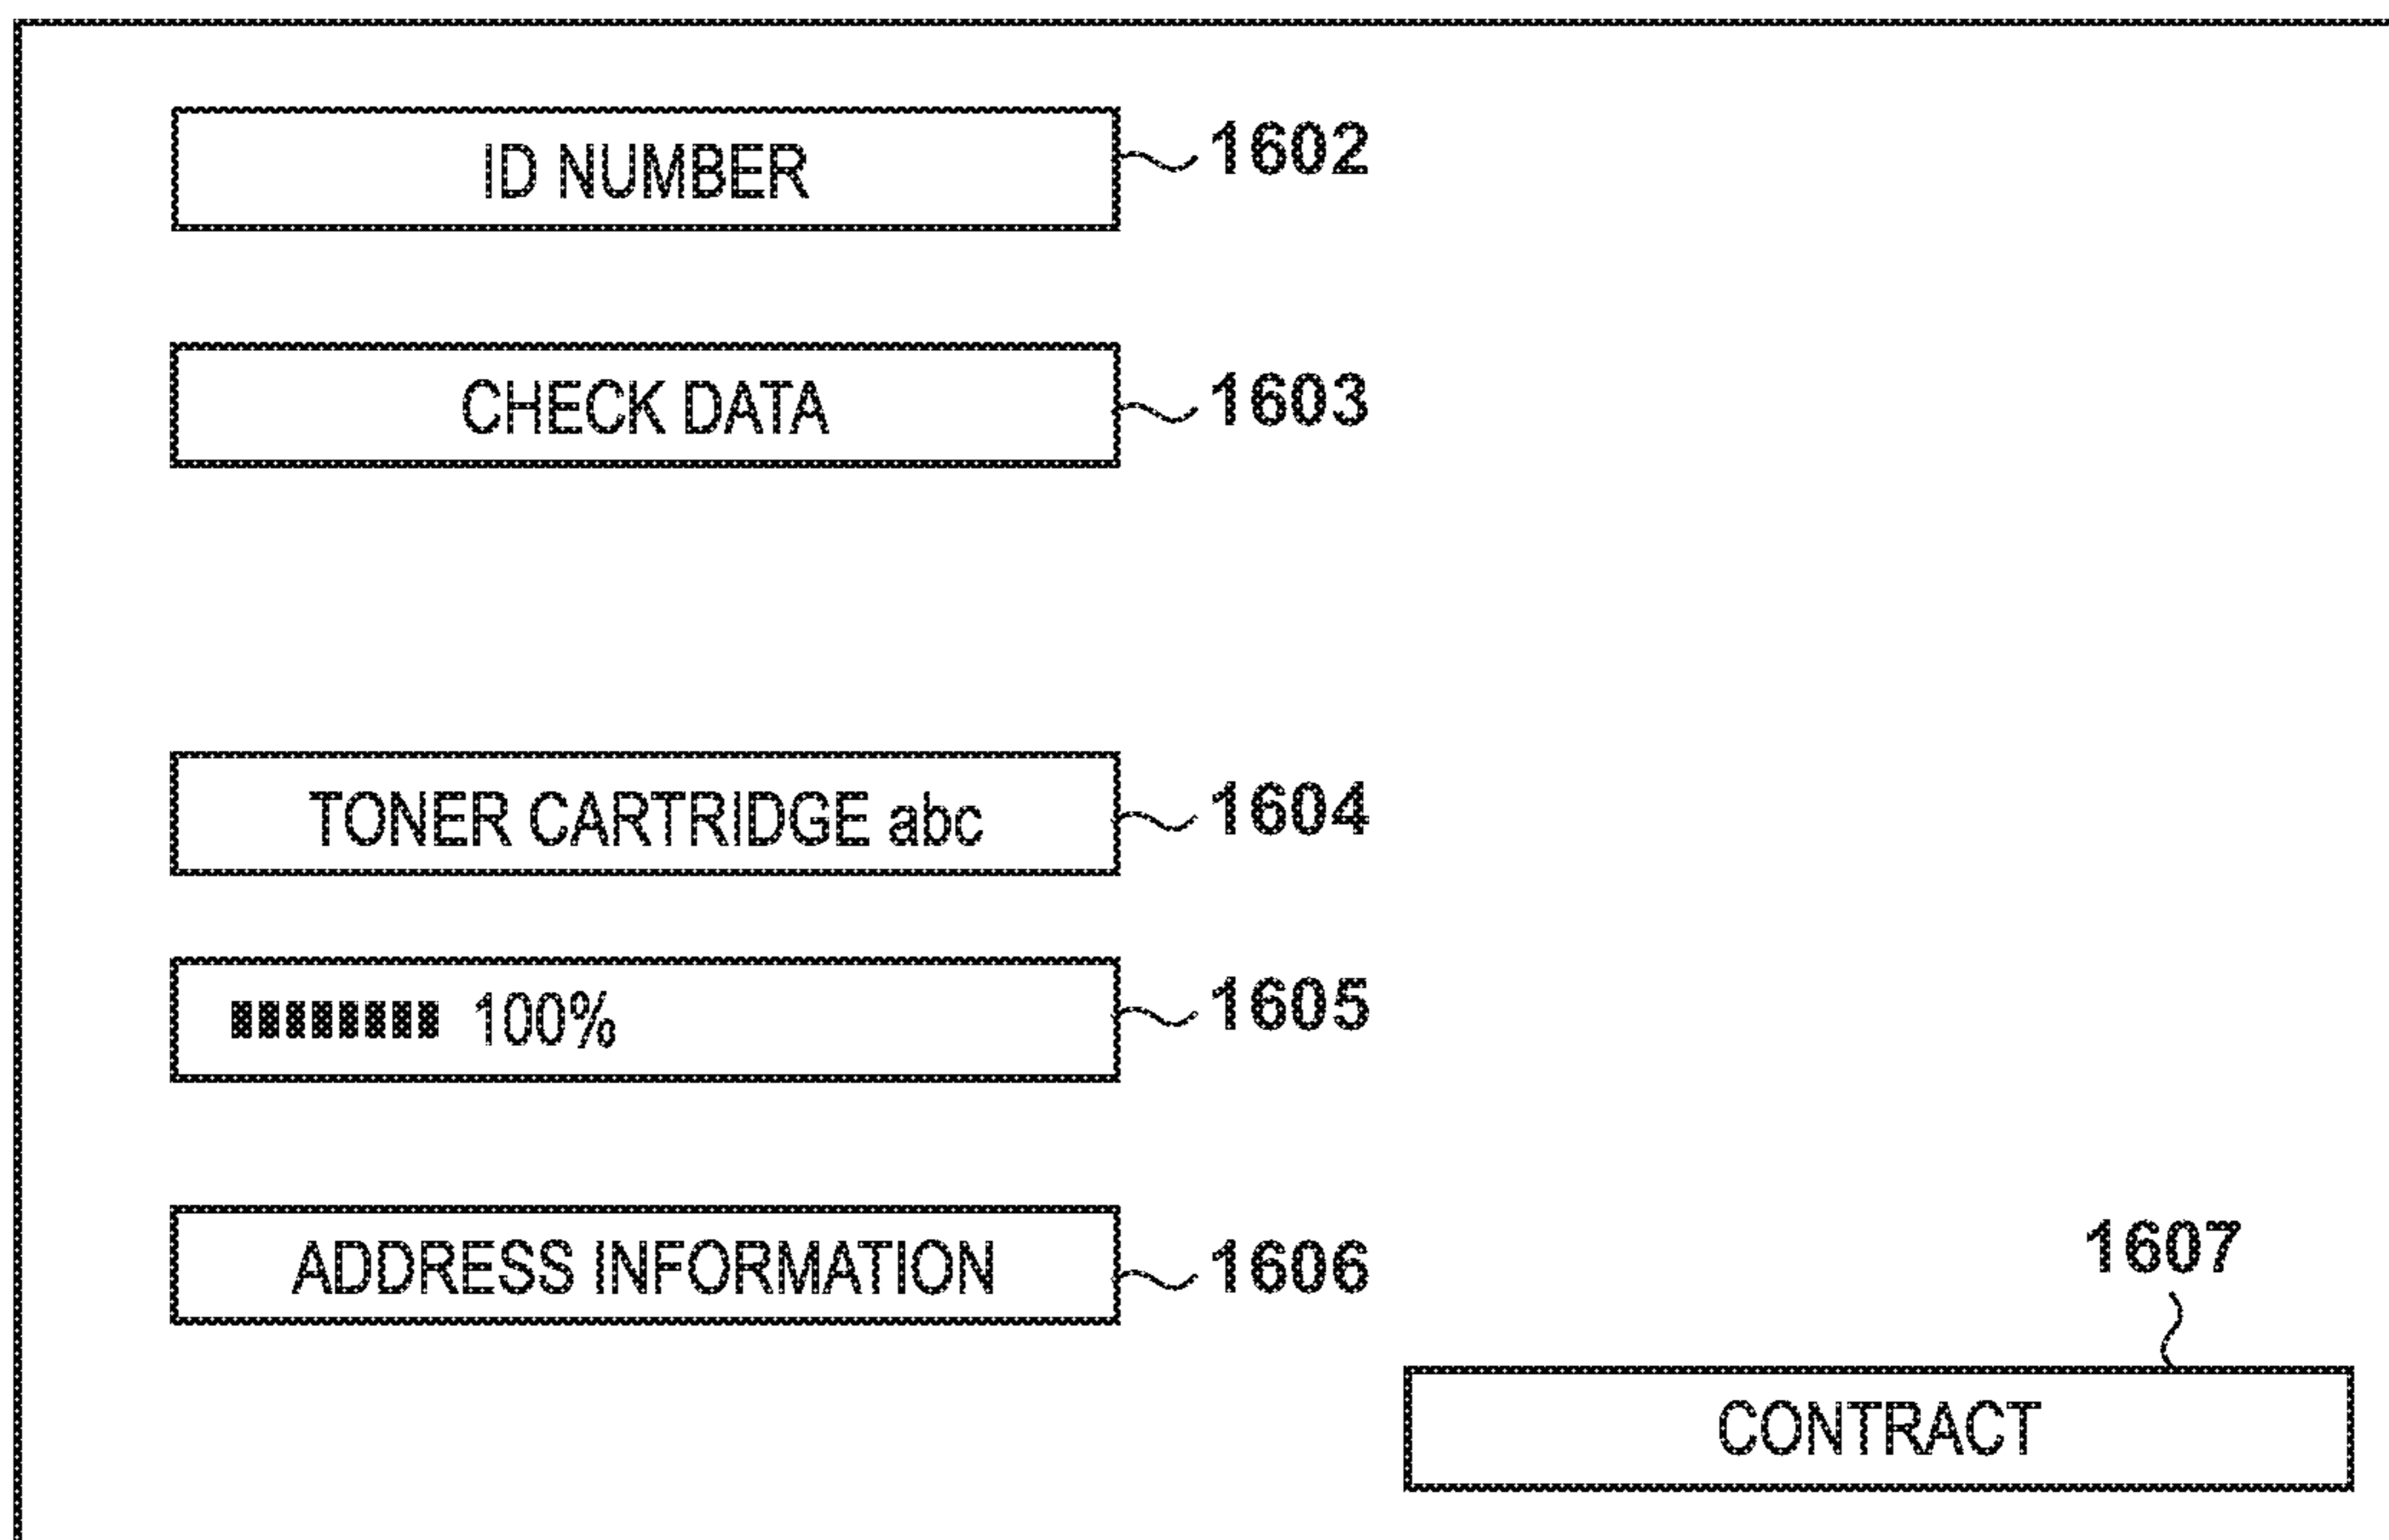 ID NUMBER 1602
CHECK DATA 1603
TONER CARTRIDGE abc 1604
100% 1605
ADDRESS INFORMATION 1606
1607
CONTRACT